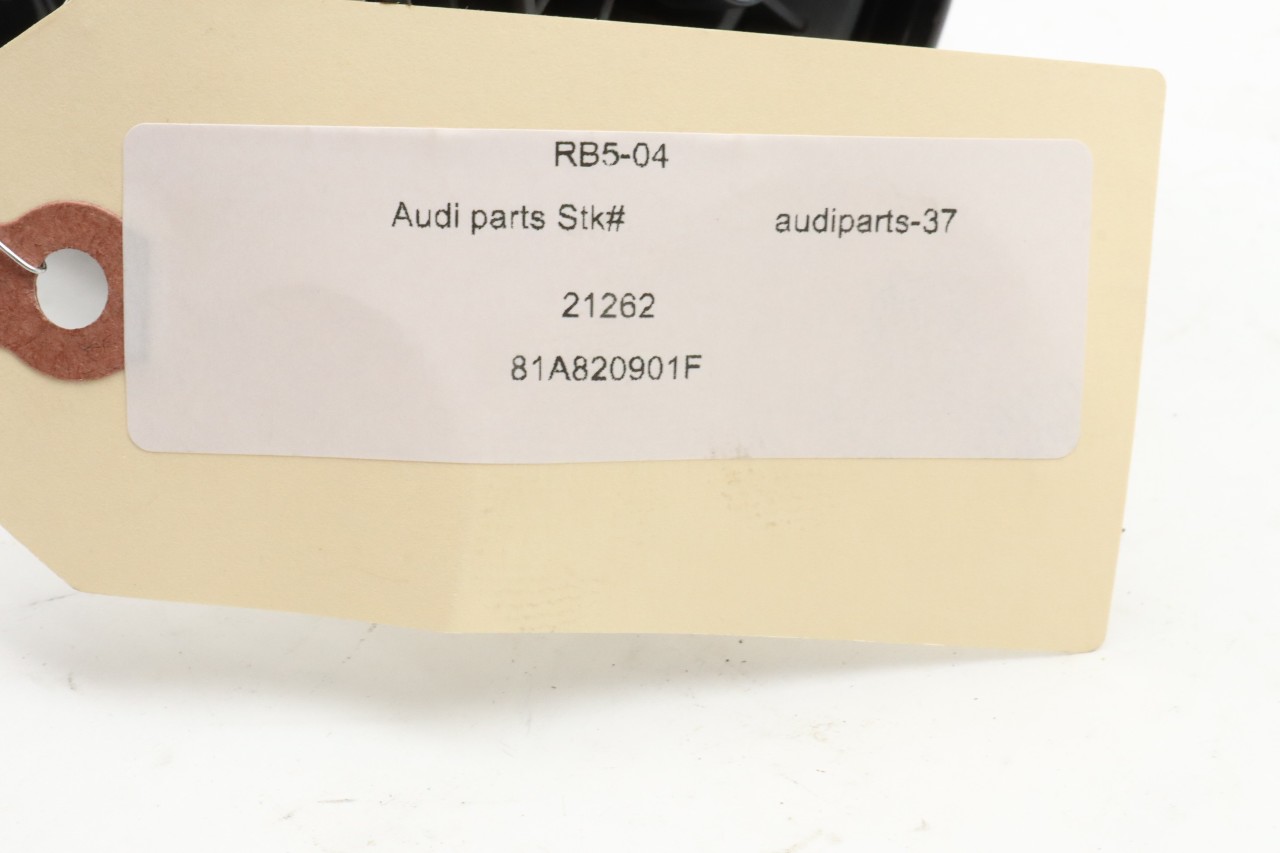 RB5-04
Audi parts Stk# audiparts-37
21262
81A820901F